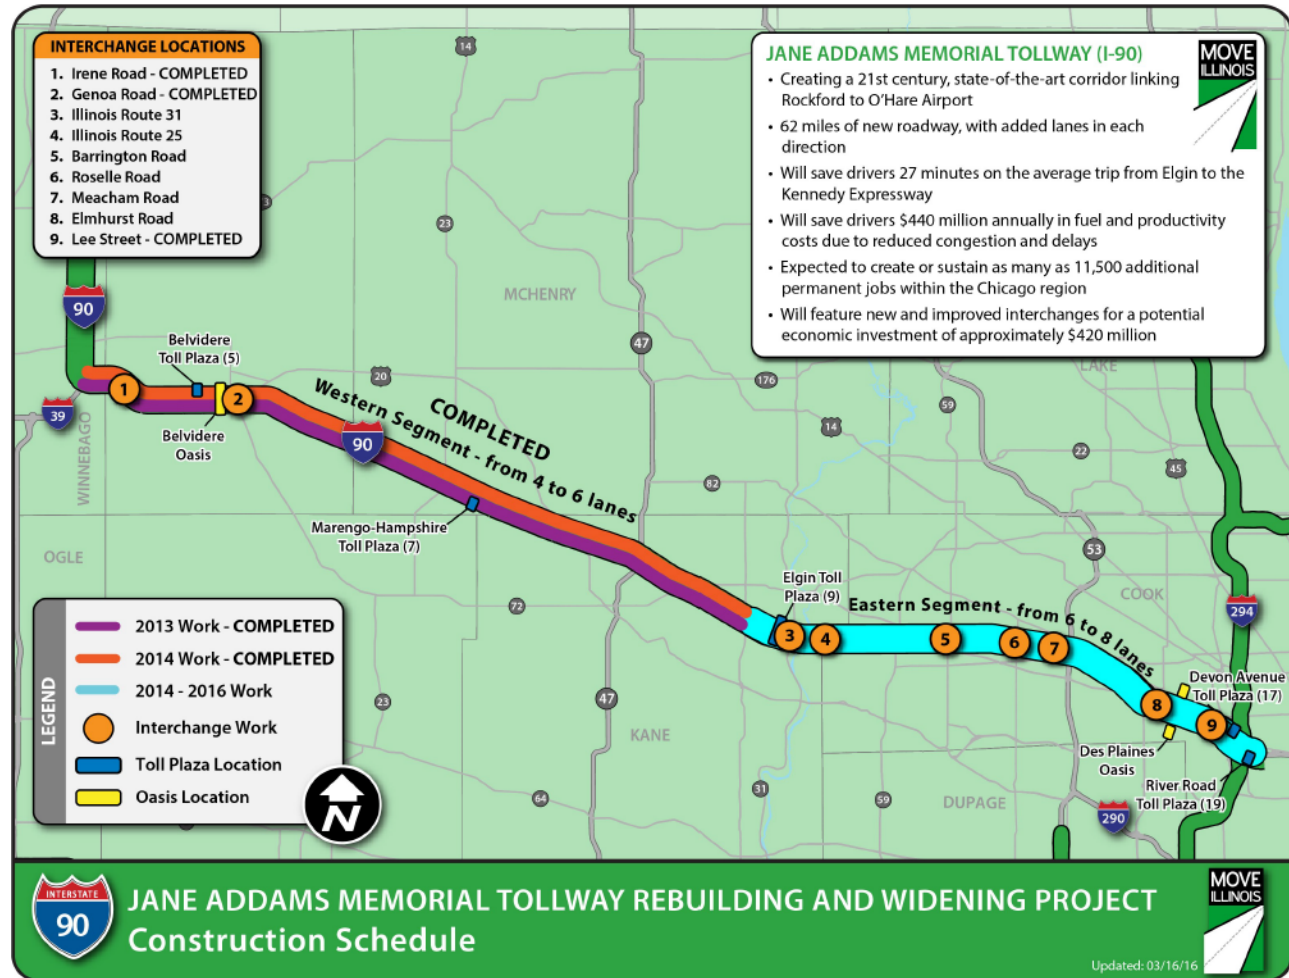 INTERCHANGE LOCATIONS
1. Irene Road - COMPLETED
2. Genoa Road - COMPLETED
3. Illinois Route 31
4. Illinois Route 25
5. Barrington Road
6. Roselle Road
7. Meacham Road
8. Elmhurst Road
9. Lee Street - COMPLETED
JANE ADDAMS MEMORIAL TOLLWAY (I-90)
• Creating a 21st century, state-of-the-art corridor linking
Rockford to O'Hare Airport
• 62 miles of new roadway, with added lanes in each
direction
• Will save drivers 27 minutes on the average trip from Elgin to the
Kennedy Expressway
• Will save drivers $440 million annually in fuel and productivity
costs due to reduced congestion and delays
• Expected to create or sustain as many as 11,500 additional
permanent jobs within the Chicago region
• Will feature new and improved interchanges for a potential
economic investment of approximately $420 million
MOVE
ILLINOIS
14
23
MCHENRY
90
47
Belvidere
Toll Plaza (5)
20
176
LAKE
59
1
2
39
WINNEBAGO
Belvidere
Oasis
90
COMPLETED
Western Segment - from 4 to 6 lanes
14
22
45
82
Marengo-Hampshire
Toll Plaza (7)
OGLE
53
72
Elgin Toll
Plaza (9)
Eastern Segment - from 6 to 8 lanes
COOK
294
3
4
5
6
7
8
9
Devon Avenue
Toll Plaza (17)
Des Plaines
Oasis
River Road
Toll Plaza (19)
23
47
KANE
64
31
59
DUPAGE
290
LEGEND
2013 Work - COMPLETED
2014 Work - COMPLETED
2014 - 2016 Work
Interchange Work
Toll Plaza Location
Oasis Location
N
INTERSTATE
90
JANE ADDAMS MEMORIAL TOLLWAY REBUILDING AND WIDENING PROJECT
Construction Schedule
MOVE
ILLINOIS
Updated: 03/16/16